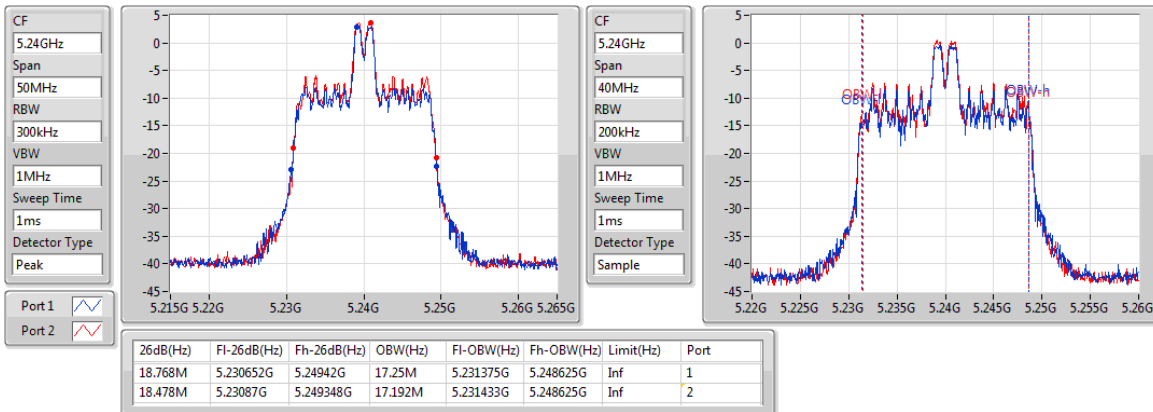 CF
5.24GHz
Span
50MHz
RBW
300kHz
VBW
1MHz
Sweep Time
1ms
Detector Type
Peak
Port 1
Port 2
5
0
-5
-10
-15
-20
-25
-30
-35
-40
-45
5.215G 5.22G 5.23G 5.24G 5.25G 5.26G 5.265G
CF
5.24GHz
Span
40MHz
RBW
200kHz
VBW
1MHz
Sweep Time
1ms
Detector Type
Sample
5
0
-5
-10
-15
-20
-25
-30
-35
-40
-45
OBW-h
5.22G 5.225G 5.23G 5.235G 5.24G 5.245G 5.25G 5.255G 5.26G
26dB(Hz) Fl-26dB(Hz) Fh-26dB(Hz) OBW(Hz) Fl-OBW(Hz) Fh-OBW(Hz) Limit(Hz) Port
18.768M 5.230652G 5.24942G 17.25M 5.231375G 5.248625G Inf 1
18.478M 5.23087G 5.249348G 17.192M 5.231433G 5.248625G Inf 2